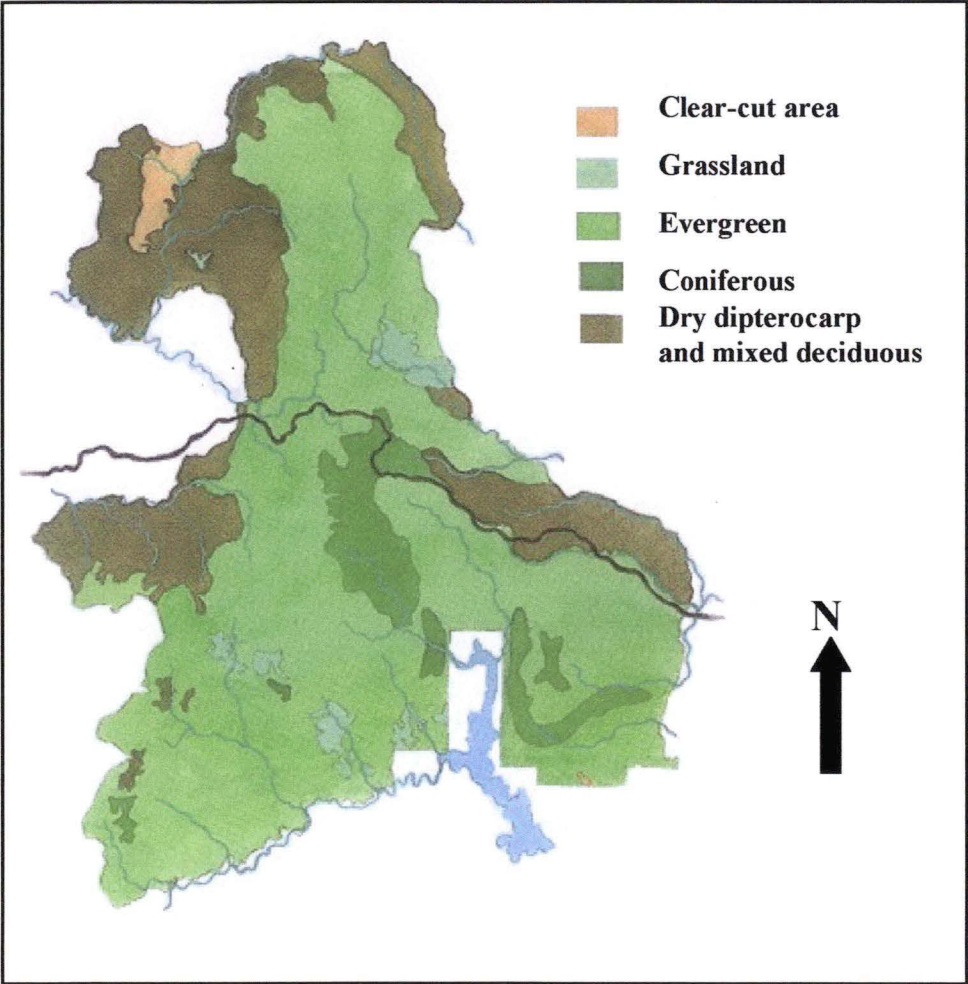 Clear-cut area
Grassland
Evergreen
Coniferous
Dry dipterocarp
and mixed deciduous
N